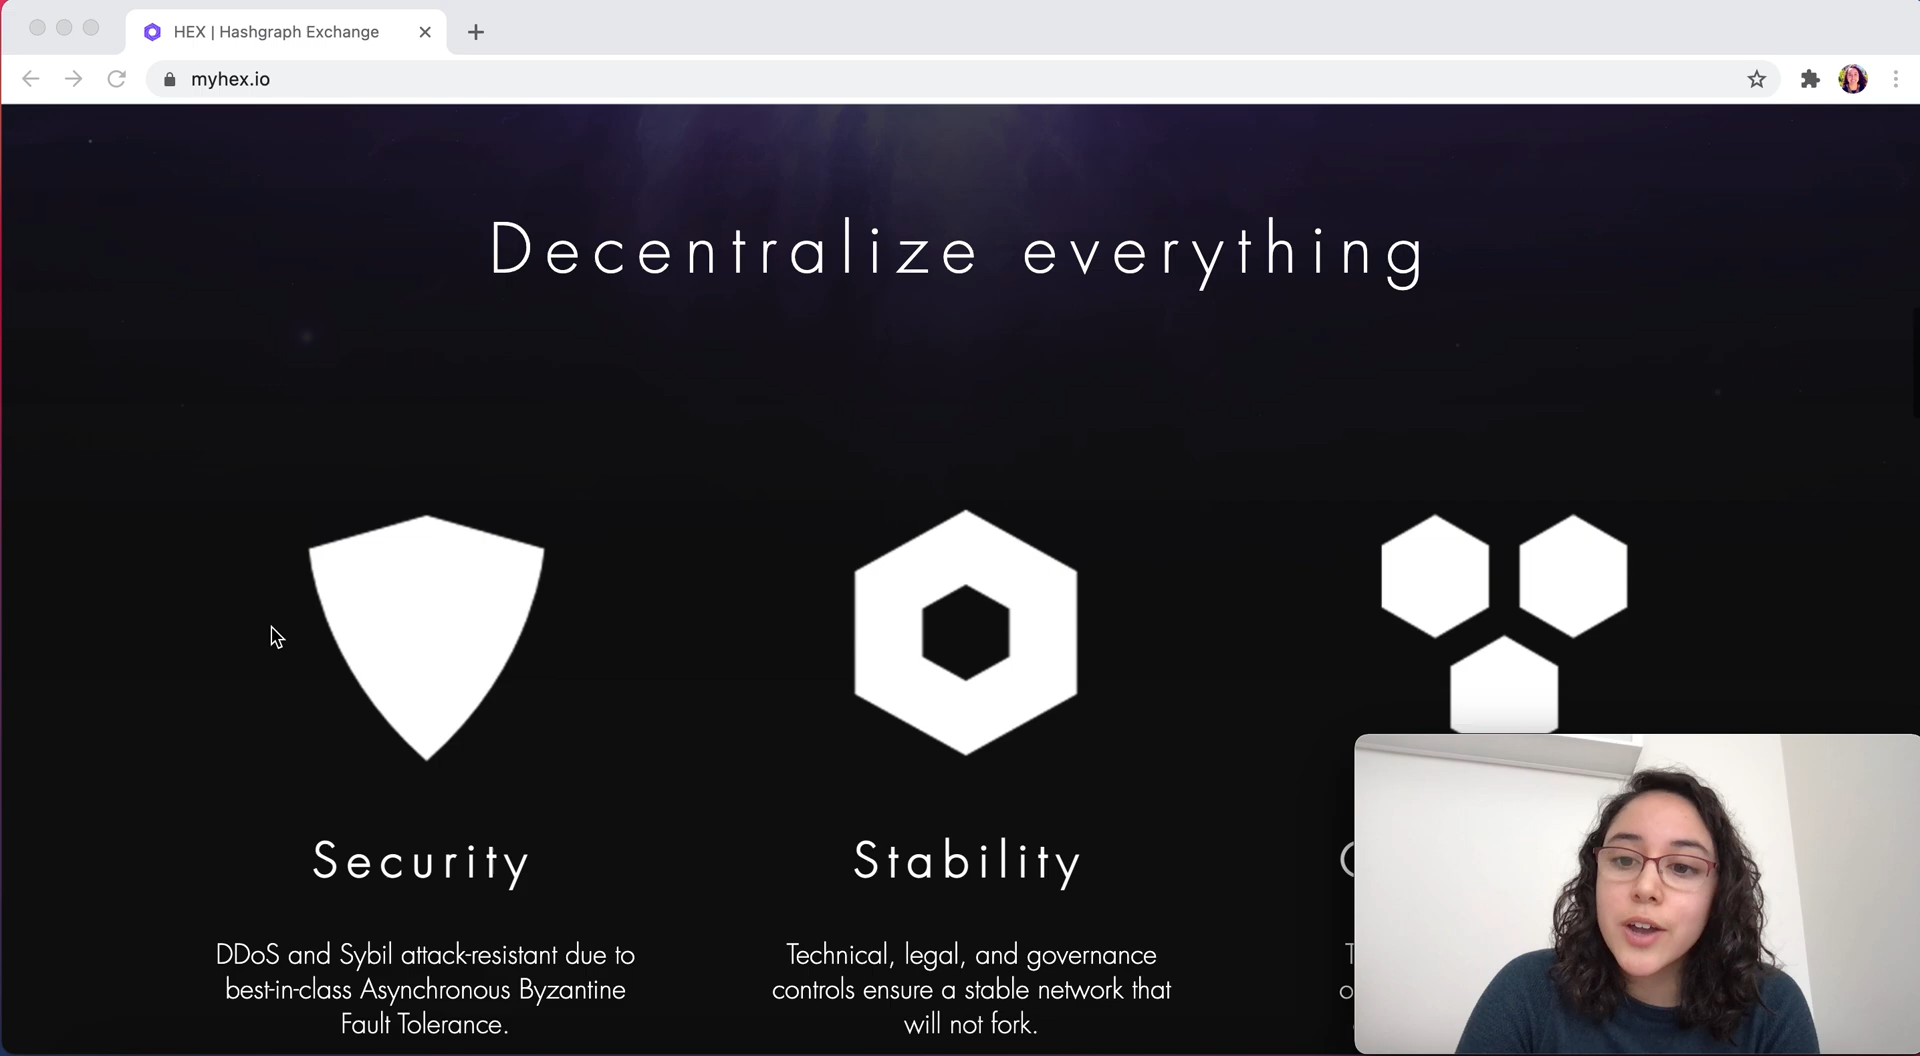 HEX | Hashgraph Exchange
myhex.io
Decentralize everything
Security
Stability
DDoS and Sybil attack-resistant due to
best-in-class Asynchronous Byzantine
Fault Tolerance.
Technical, legal, and governance
controls ensure a stable network that
will not fork.